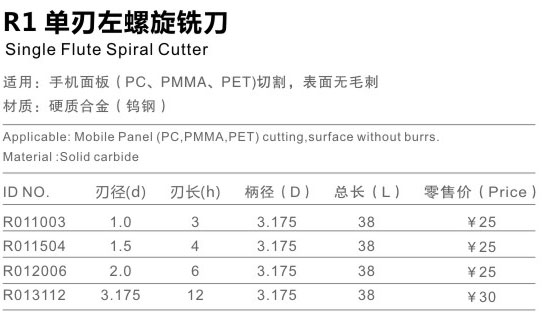 R1 单刃左螺旋铣刀
Single Flute Spiral Cutter
适用：手机面板（PC、PMMA、PET)切割，表面无毛刺
材质：硬质合金（钨钢）
Applicable: Mobile Panel (PC,PMMA,PET) cutting,surface without burrs.
Material :Solid carbide
ID NO. 刃径(d) 刃长(h) 柄径（D） 总长（L） 零售价（Price）
R011003 1.0 3 3.175 38 ￥25
R011504 1.5 4 3.175 38 ￥25
R012006 2.0 6 3.175 38 ￥25
R013112 3.175 12 3.175 38 ￥30